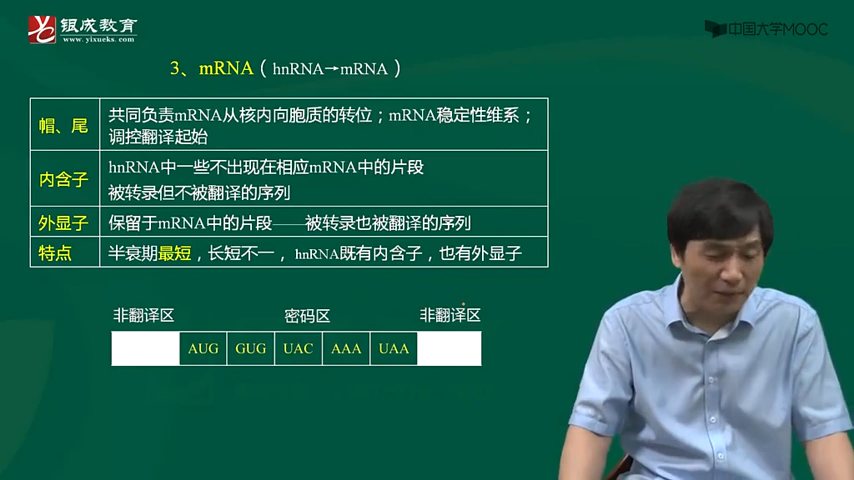 银成教育
www.yixueks.com
中国大学MOOC
3、mRNA（hnRNA→mRNA）
帽、尾
共同负责mRNA从核内向胞质的转位；mRNA稳定性维系；
调控翻译起始
内含子
hnRNA中一些不出现在相应mRNA中的片段
被转录但不被翻译的序列
外显子
保留于mRNA中的片段——被转录也被翻译的序列
特点
半衰期最短，长短不一，hnRNA既有内含子，也有外显子
非翻译区 密码区 非翻译区
AUG GUG UAC AAA UAA